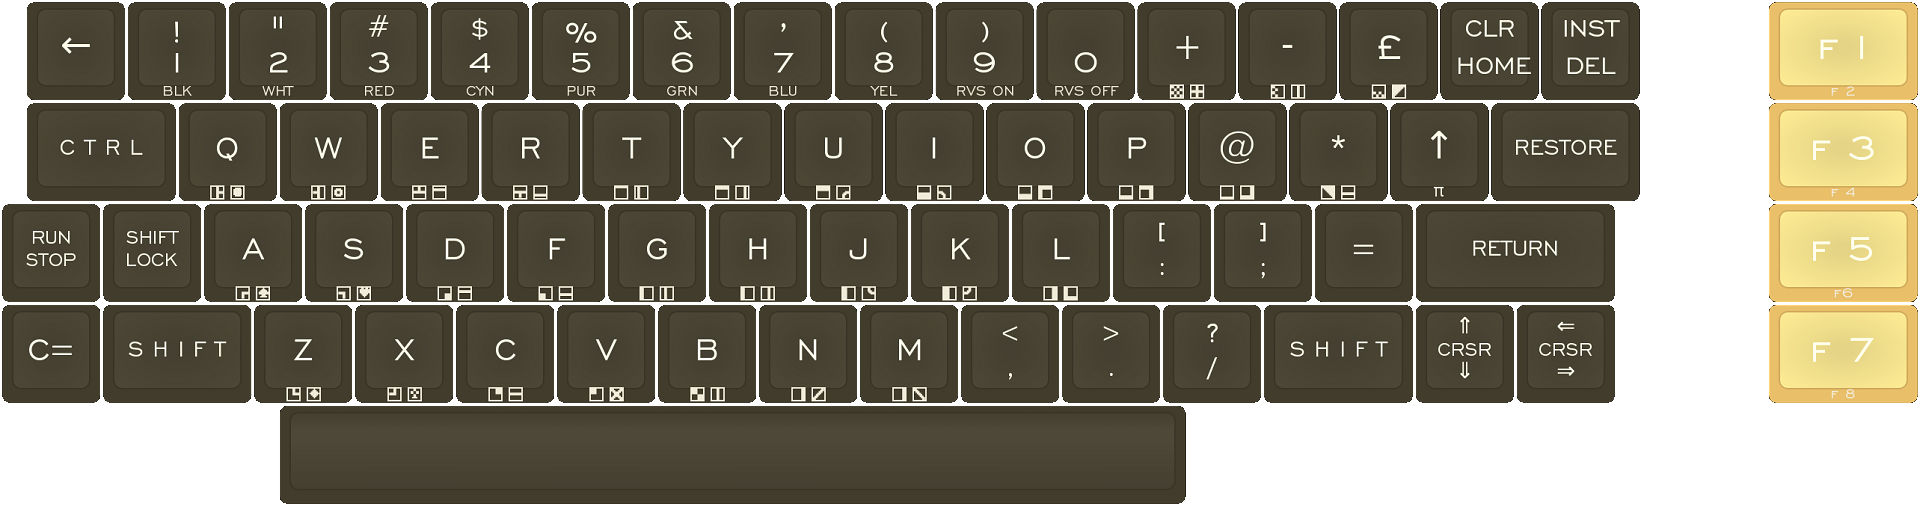 ← ! 1 BLK " 2 WHT # 3 RED $ 4 CYN % 5 PUR & 6 GRN ' 7 BLU ( 8 YEL ) 9 RVS ON 0 RVS OFF + - £ CLR HOME INST DEL F 1 F 2
CTRL Q W E R T Y U I O P @ * ↑ π RESTORE F 3 F 4
RUN STOP SHIFT LOCK A S D F G H J K L [ : ] ; = RETURN F 5 F6
C= SHIFT Z X C V B N M < , > . ? / SHIFT ⇑ CRSR ⇓ ⇐ CRSR ⇒ F 7 F 8